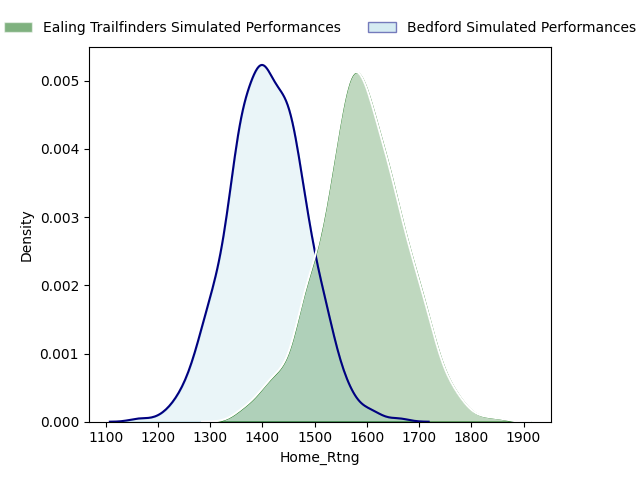 Ealing Trailfinders Simulated Performances Bedford Simulated Performances
0.005
0.004
0.003
0.002
0.001
0.000
Density
1100 1200 1300 1400 1500 1600 1700 1800 1900
Home_Rtng